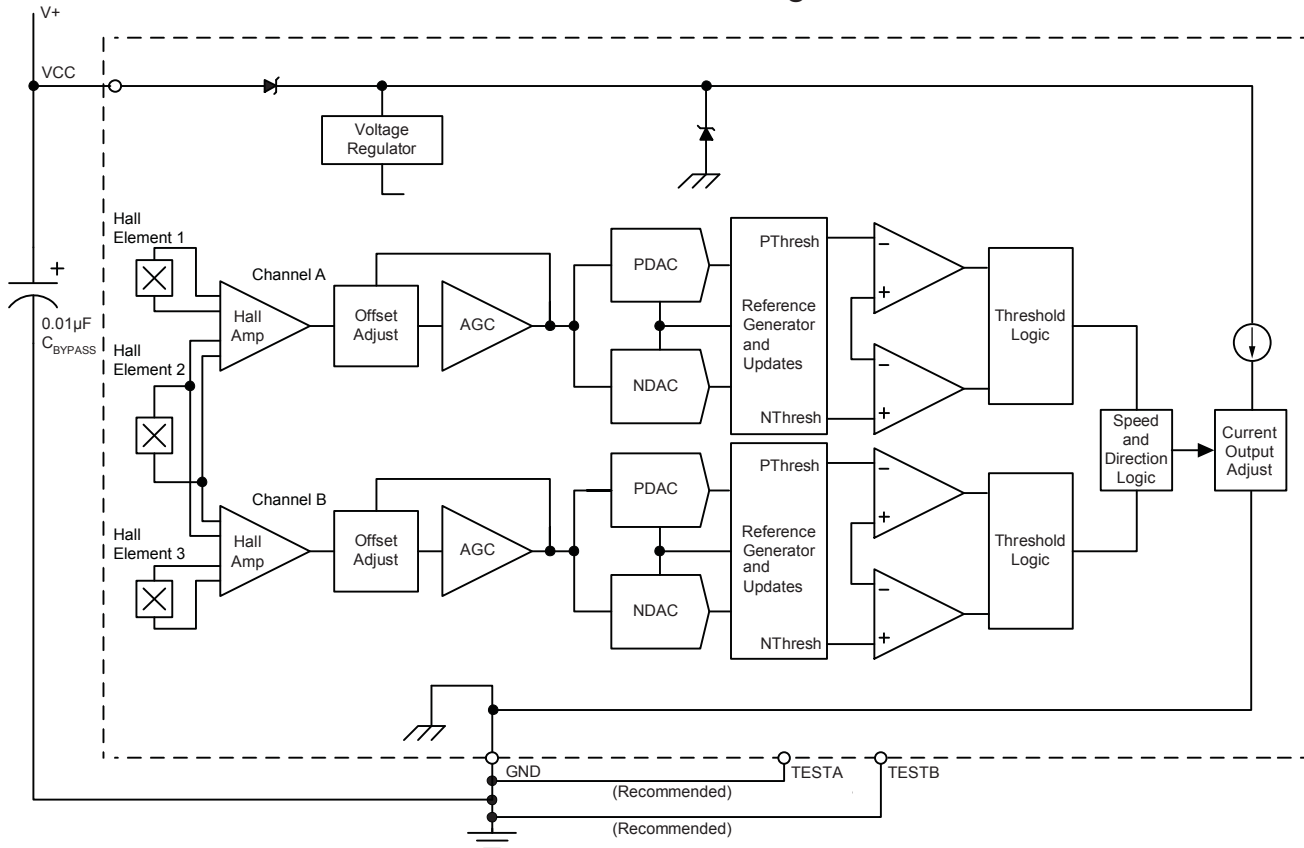 V+
VCC
Voltage
Regulator
+
0.01µF
C_BYPASS
Hall
Element 1
Hall
Element 2
Hall
Element 3
Channel A
Hall
Amp
Offset
Adjust
AGC
PDAC
NDAC
PThresh
Reference
Generator
and
Updates
NThresh
−
+
−
+
Threshold
Logic
Channel B
Hall
Amp
Offset
Adjust
AGC
PDAC
NDAC
PThresh
Reference
Generator
and
Updates
NThresh
−
+
−
+
Threshold
Logic
Speed
and
Direction
Logic
Current
Output
Adjust
GND
TESTA
TESTB
(Recommended)
(Recommended)